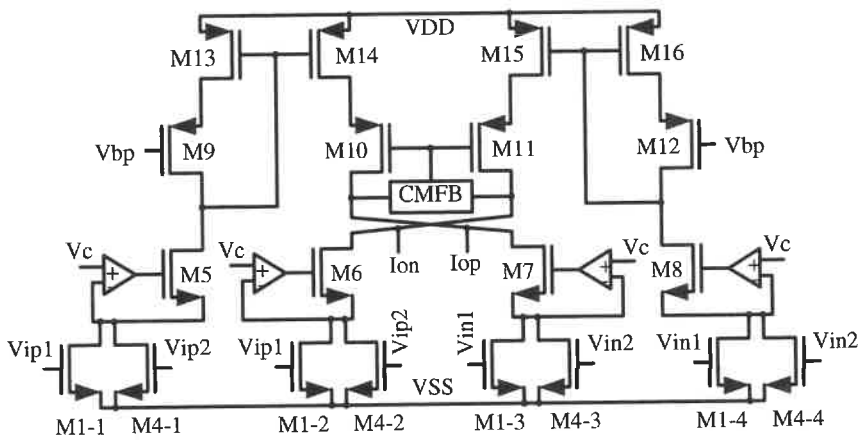 VDD
M13 M14 M15 M16
Vbp M9 M10 M11 M12 Vbp
CMFB
Vc M5 Vc M6 Ion Iop M7 Vc M8 Vc
Vip1 Vip2 Vip1 Vip2 Vin1 Vin2 Vin1 Vin2
VSS
M1-1 M4-1 M1-2 M4-2 M1-3 M4-3 M1-4 M4-4